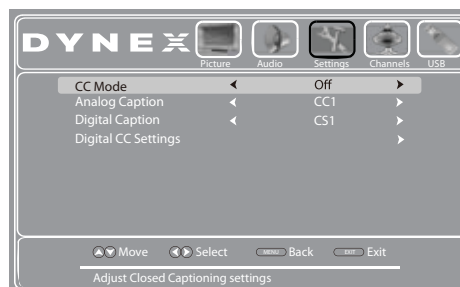 DYNEX
Picture Audio Settings Channels USB
CC Mode Off
Analog Caption CC1
Digital Caption CS1
Digital CC Settings
Move Select MENU Back EXIT Exit
Adjust Closed Captioning settings